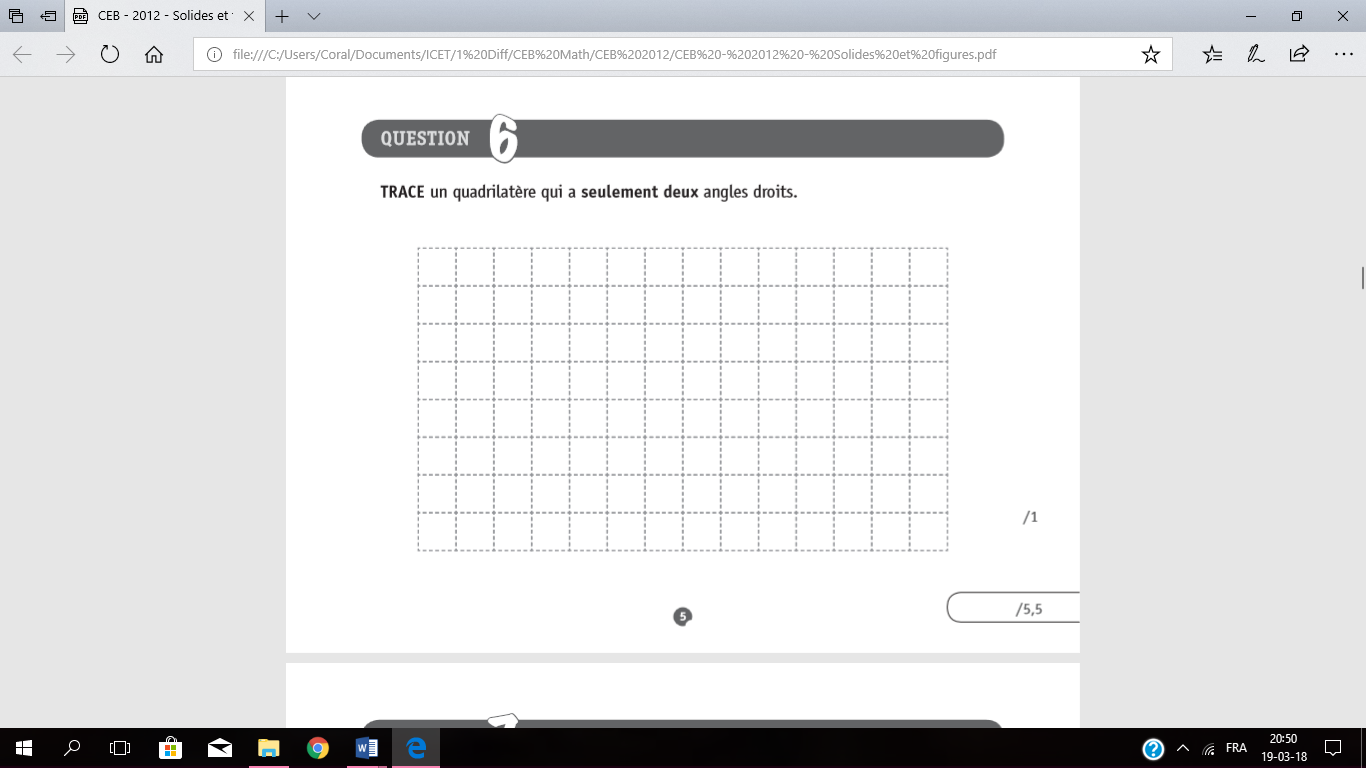 CEB - 2012 - Solides et
file:///C:/Users/Coral/Documents/ICET/1%20Diff/CEB%20Math/CEB%202012/CEB%20-%202012%20-%20Solides%20et%20figures.pdf
QUESTION 6
TRACE un quadrilatère qui a seulement deux angles droits.
/1
5
/5,5
FRA
20:50
19-03-18